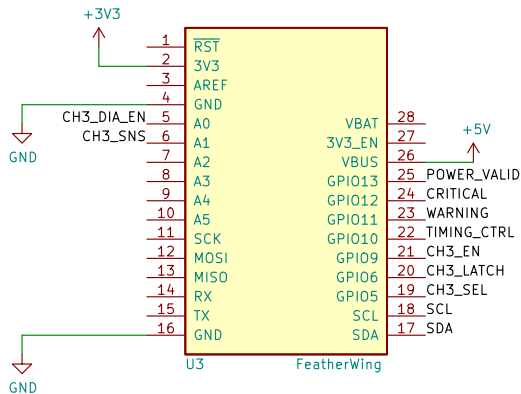 +3V3
1 RST
2 3V3
3 AREF
4 GND
GND
CH3_DIA_EN 5 A0
CH3_SNS 6 A1
7 A2
8 A3
9 A4
10 A5
11 SCK
12 MOSI
13 MISO
14 RX
15 TX
16 GND
GND
VBAT 28
3V3_EN 27
+5V
VBUS 26
GPIO13 25 POWER_VALID
GPIO12 24 CRITICAL
GPIO11 23 WARNING
GPIO10 22 TIMING_CTRL
GPIO9 21 CH3_EN
GPIO6 20 CH3_LATCH
GPIO5 19 CH3_SEL
SCL 18 SCL
SDA 17 SDA
U3
FeatherWing